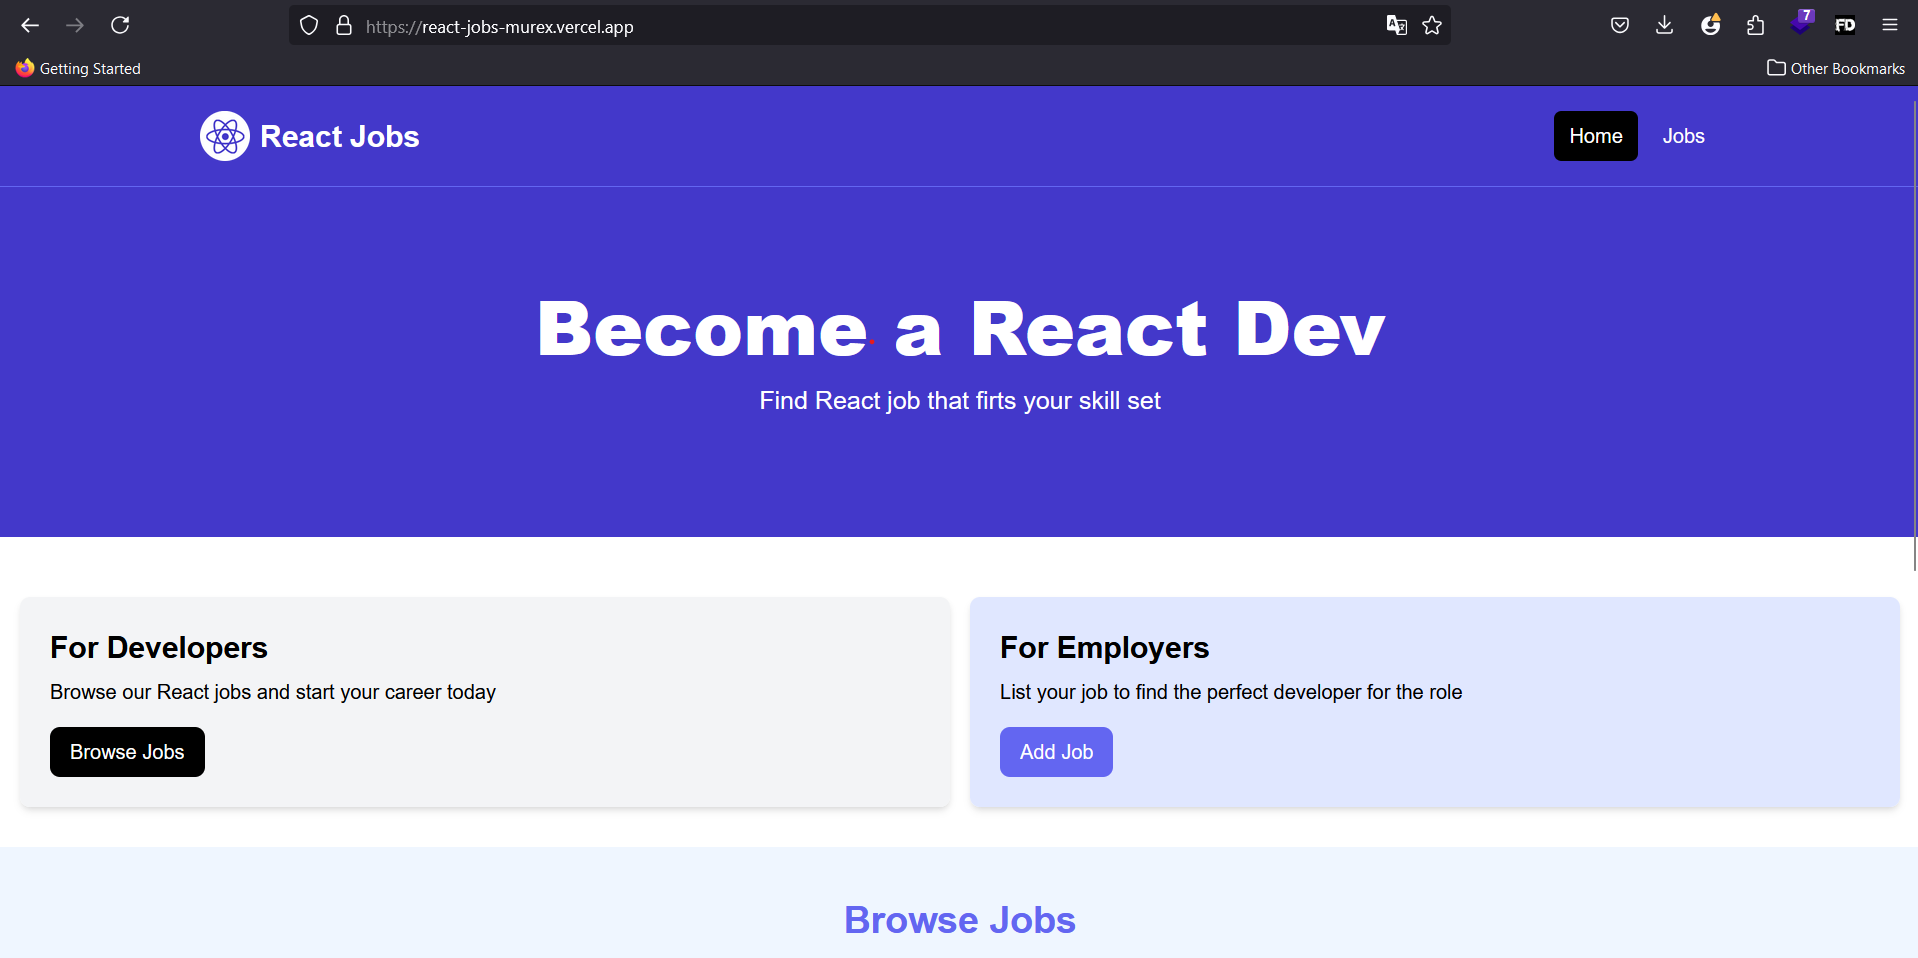 https://react-jobs-murex.vercel.app
7
FD
Getting Started
Other Bookmarks
React Jobs
Home
Jobs
Become a React Dev
Find React job that firts your skill set
For Developers
Browse our React jobs and start your career today
Browse Jobs
For Employers
List your job to find the perfect developer for the role
Add Job
Browse Jobs